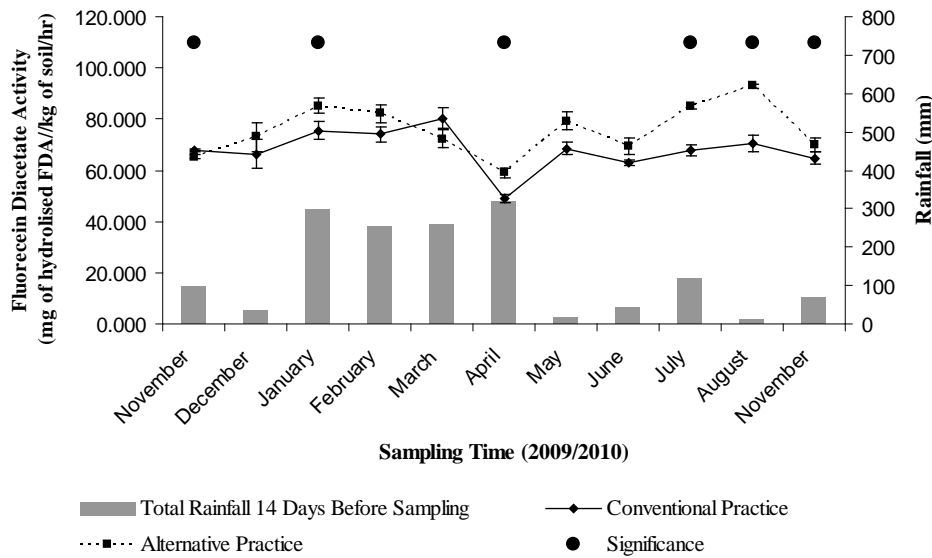 Fluorecein Diacetate Activity
(mg of hydrolised FDA//kg of soil/hr)
120.000
100.000
80.000
60.000
40.000
20.000
0.000
800
700
600
500
400
300
200
100
0
Rainfall (mm)
November
December
January
February
March
April
May
June
July
August
November
Sampling Time (2009/2010)
Total Rainfall 14 Days Before Sampling
Conventional Practice
Alternative Practice
Significance